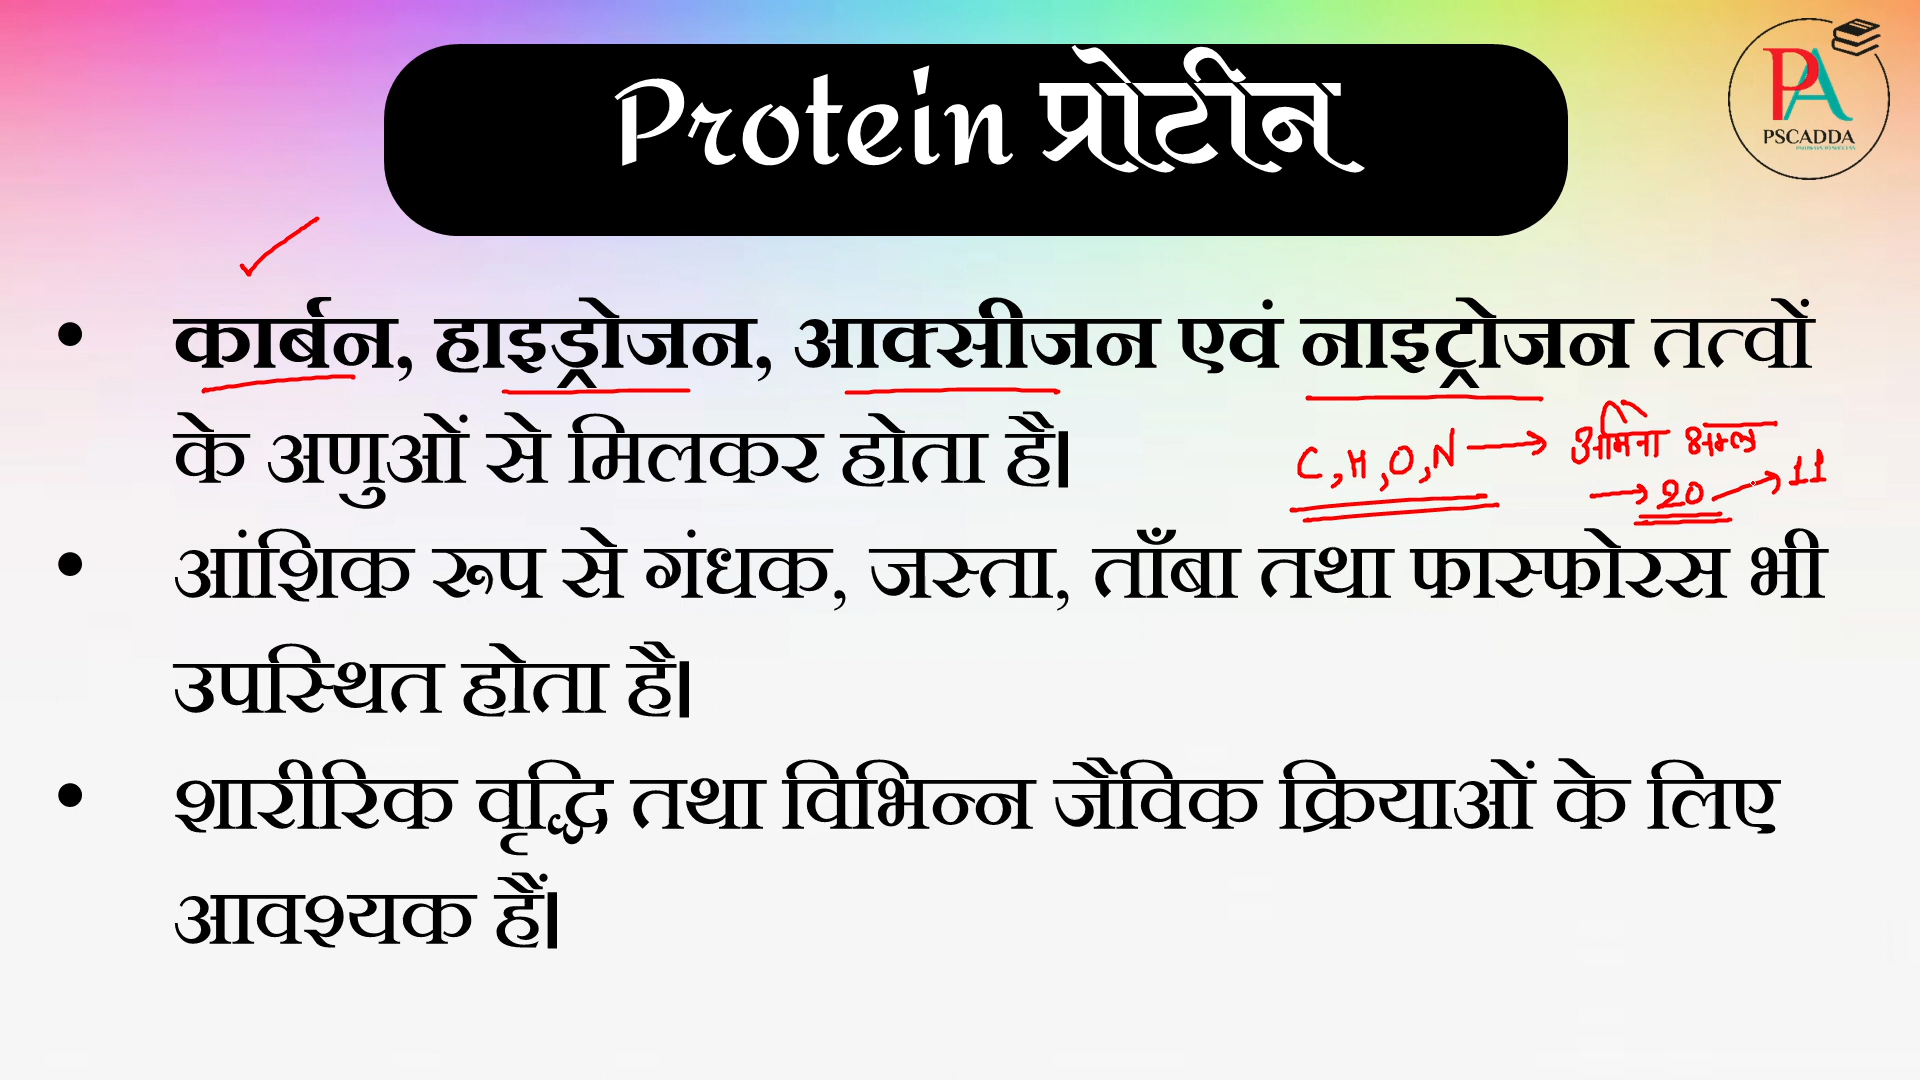 Protein प्रोटीन
PA
PSCADDA
• कार्बन, हाइड्रोजन, आक्सीजन एवं नाइट्रोजन तत्वों
के अणुओं से मिलकर होता है।
C, H, O, N → अमिनो अम्ल
→ 20 → 11
• आंशिक रूप से गंधक, जस्ता, ताँबा तथा फास्फोरस भी
उपस्थित होता है।
• शारीरिक वृद्धि तथा विभिन्न जैविक क्रियाओं के लिए
आवश्यक हैं।